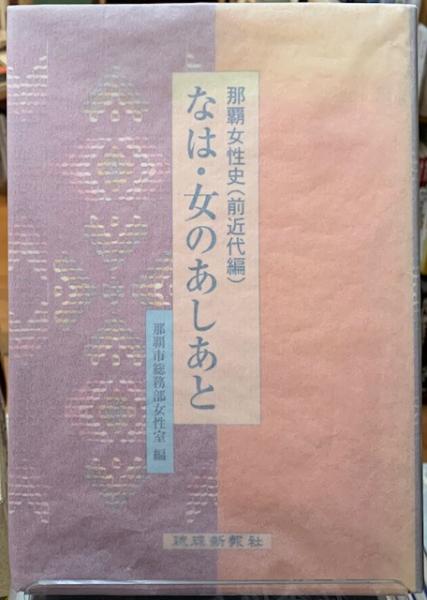 那覇女性史(前近代編)
なは・女のあしあと
那覇市総務部女性室 編
琉球新報社